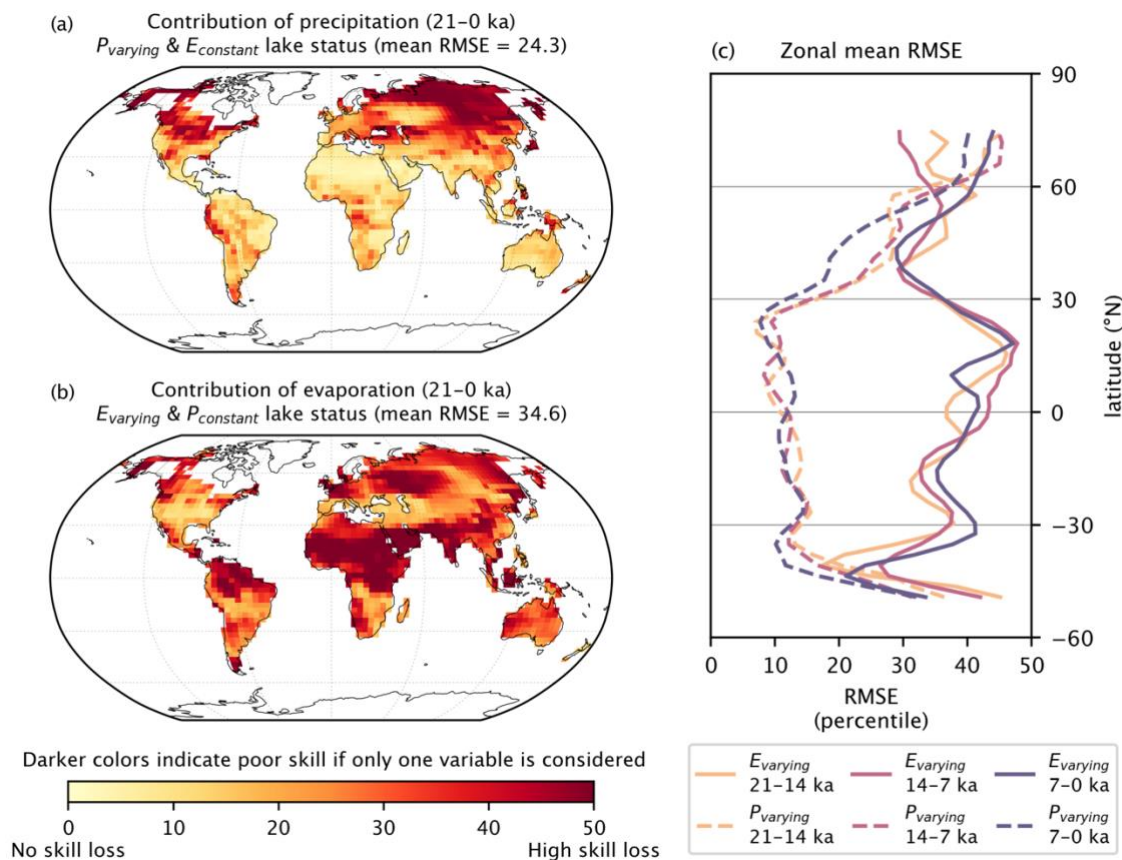 (a) Contribution of precipitation (21–0 ka)
P_varying & E_constant lake status (mean RMSE = 24.3)
(b) Contribution of evaporation (21–0 ka)
E_varying & P_constant lake status (mean RMSE = 34.6)
Darker colors indicate poor skill if only one variable is considered
0 10 20 30 40 50
No skill loss High skill loss
(c) Zonal mean RMSE
90
60
30
0
−30
−60
latitude (°N)
0 10 20 30 40 50
RMSE
(percentile)
E_varying E_varying E_varying
21–14 ka 14–7 ka 7–0 ka
P_varying P_varying P_varying
21–14 ka 14–7 ka 7–0 ka